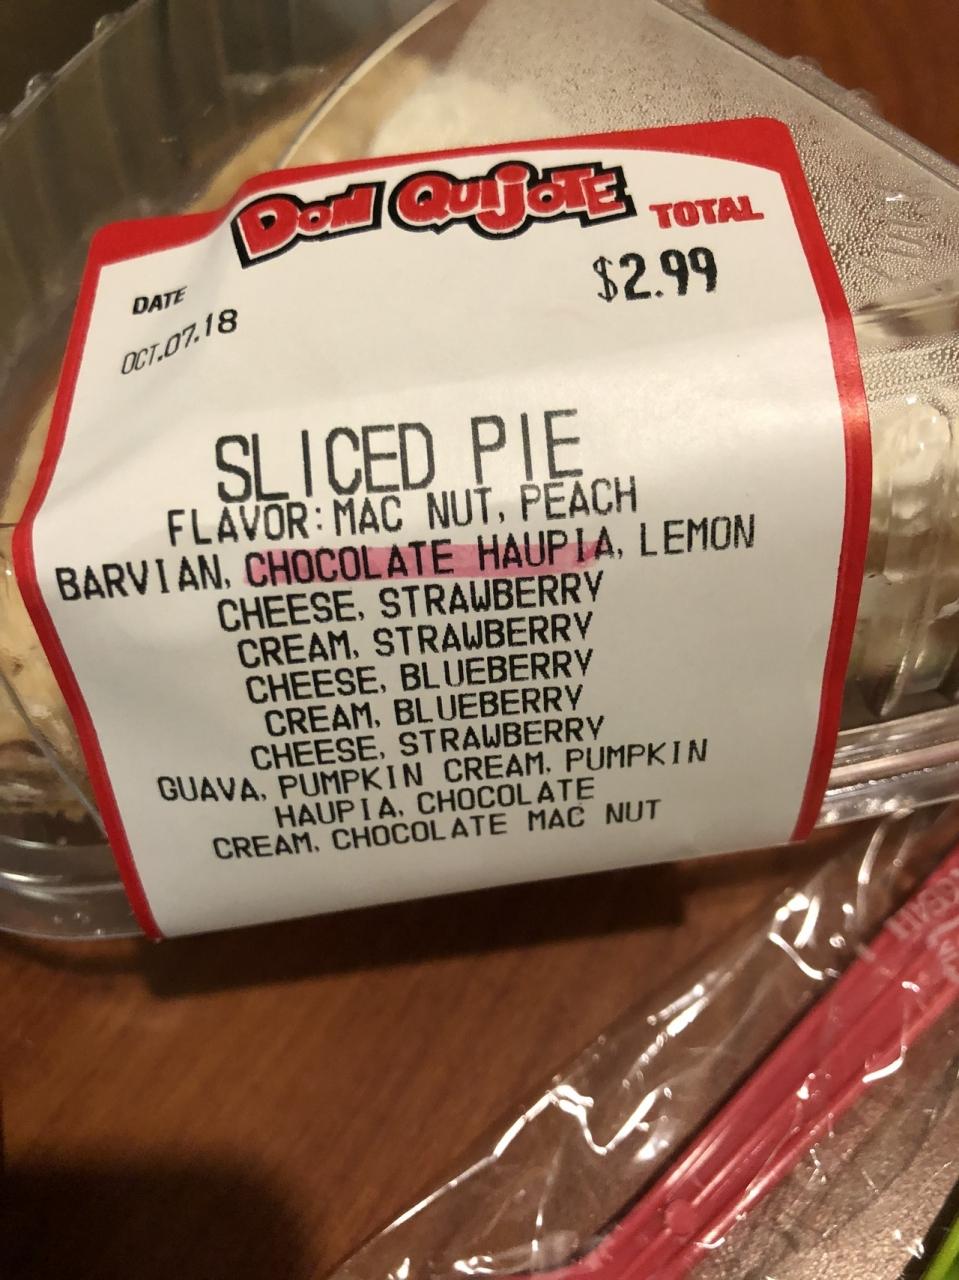 DON QUIJOTE TOTAL
$2.99
DATE
OCT.07.18
SLICED PIE
FLAVOR: MAC NUT, PEACH
BARVIAN, CHOCOLATE HAUPIA, LEMON
CHEESE, STRAWBERRY
CREAM, STRAWBERRY
CHEESE, BLUEBERRY
CREAM, BLUEBERRY
CHEESE, STRAWBERRY
GUAVA, PUMPKIN CREAM, PUMPKIN
HAUPIA, CHOCOLATE
CREAM, CHOCOLATE MAC NUT